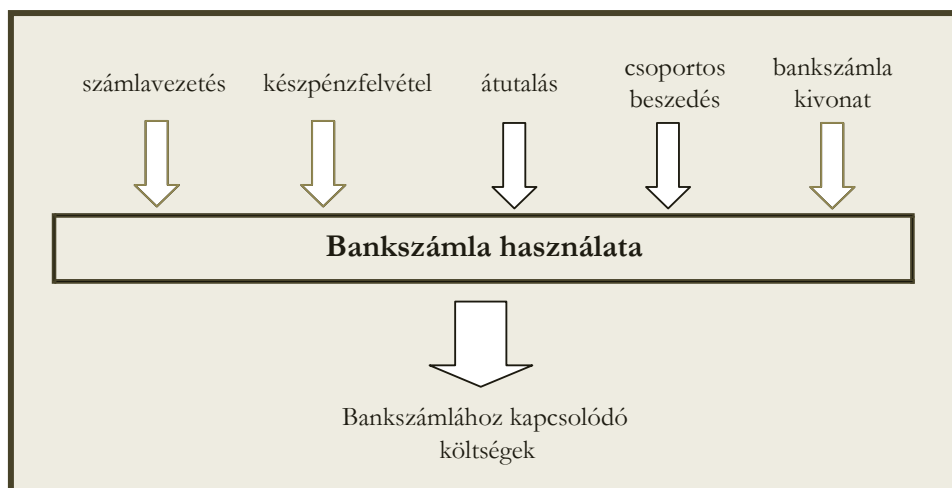 számlavezetés
készpénzfelvétel
átutalás
csoportos
beszedés
bankszámla
kivonat
Bankszámla használata
Bankszámlához kapcsolódó
költségek